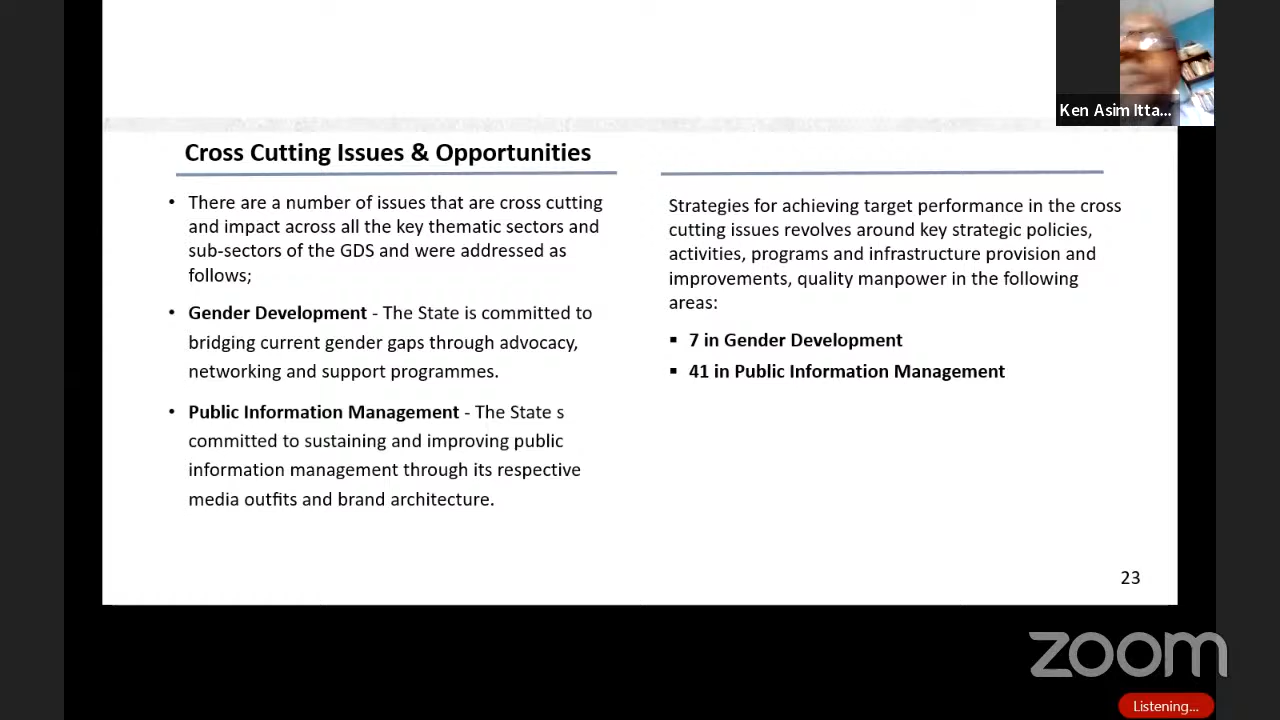 Ken Asim Itta...
Cross Cutting Issues & Opportunities
• There are a number of issues that are cross cutting
and impact across all the key thematic sectors and
sub-sectors of the GDS and were addressed as
follows;
• Gender Development - The State is committed to
bridging current gender gaps through advocacy,
networking and support programmes.
• Public Information Management - The State s
committed to sustaining and improving public
information management through its respective
media outfits and brand architecture.
Strategies for achieving target performance in the cross
cutting issues revolves around key strategic policies,
activities, programs and infrastructure provision and
improvements, quality manpower in the following
areas:
▪ 7 in Gender Development
▪ 41 in Public Information Management
23
zoom
Listening...